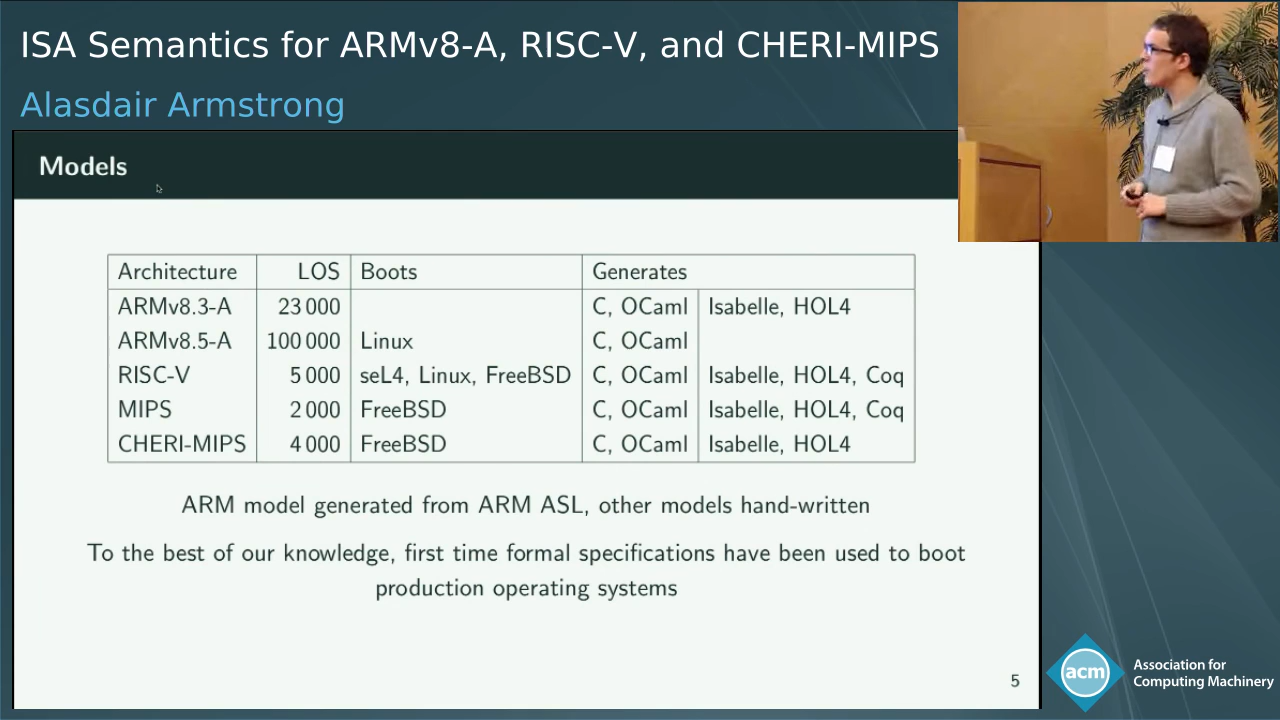 ISA Semantics for ARMv8-A, RISC-V, and CHERI-MIPS
Alasdair Armstrong
Models
Architecture LOS Boots Generates
ARMv8.3-A 23 000 C, OCaml Isabelle, HOL4
ARMv8.5-A 100 000 Linux C, OCaml
RISC-V 5 000 seL4, Linux, FreeBSD C, OCaml Isabelle, HOL4, Coq
MIPS 2 000 FreeBSD C, OCaml Isabelle, HOL4, Coq
CHERI-MIPS 4 000 FreeBSD C, OCaml Isabelle, HOL4
ARM model generated from ARM ASL, other models hand-written
To the best of our knowledge, first time formal specifications have been used to boot
production operating systems
5
acm
Association for
Computing Machinery